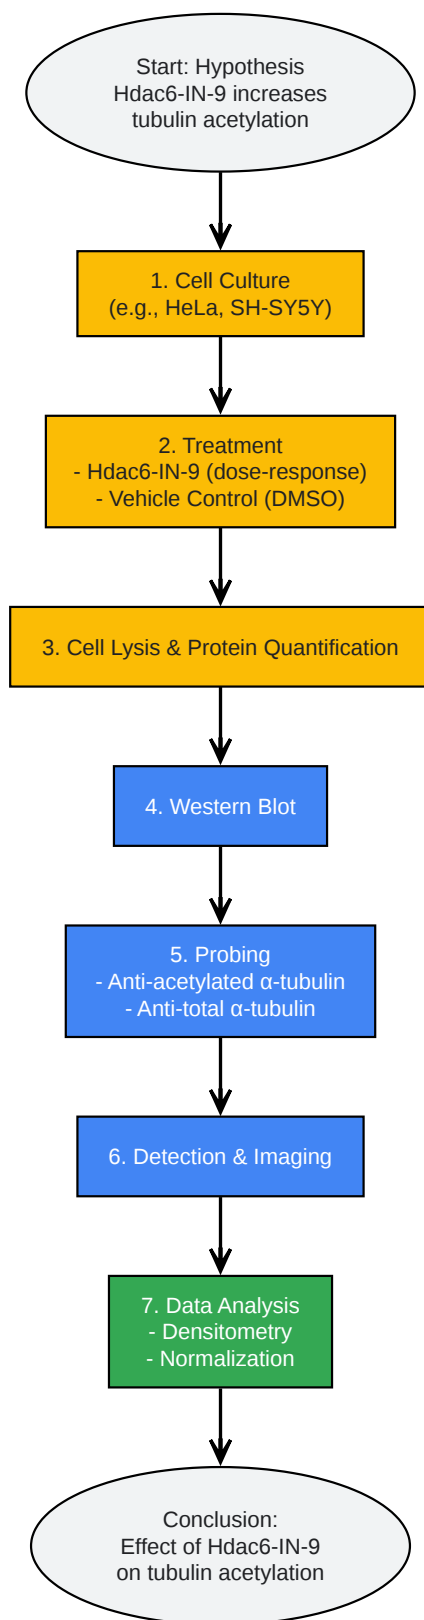 Start: Hypothesis
Hdac6-IN-9 increases
tubulin acetylation
1. Cell Culture
(e.g., HeLa, SH-SY5Y)
2. Treatment
- Hdac6-IN-9 (dose-response)
- Vehicle Control (DMSO)
3. Cell Lysis & Protein Quantification
4. Western Blot
5. Probing
- Anti-acetylated α-tubulin
- Anti-total α-tubulin
6. Detection & Imaging
7. Data Analysis
- Densitometry
- Normalization
Conclusion:
Effect of Hdac6-IN-9
on tubulin acetylation